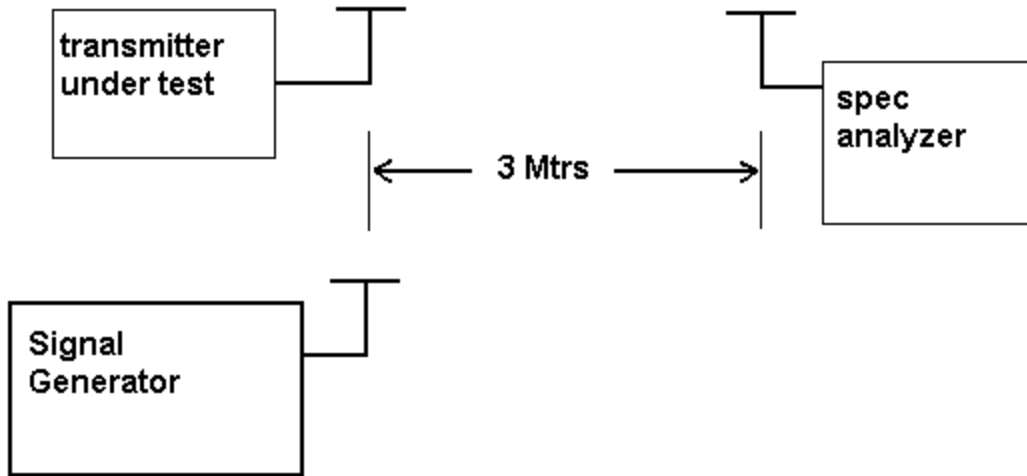 transmitter
under test
spec
analyzer
3 Mtrs
Signal
Generator